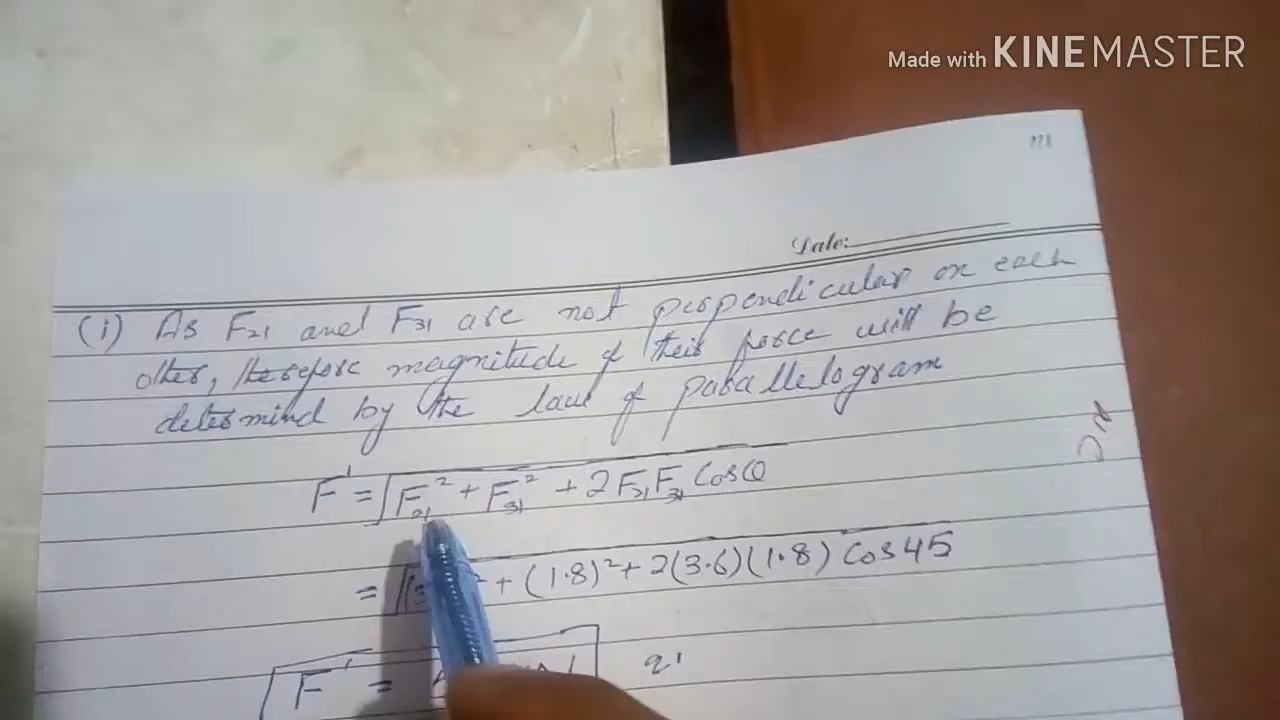 Made with KINEMASTER
Date:
(i) As F21 and F31 are not perpendicular on each
other, therefore magnitude of their force will be
determind by the law of parallelogram
F' = √F21² + F31² + 2F21F31 Cosθ
= + (1.8)² + 2(3.6)(1.8) Cos45
F' =